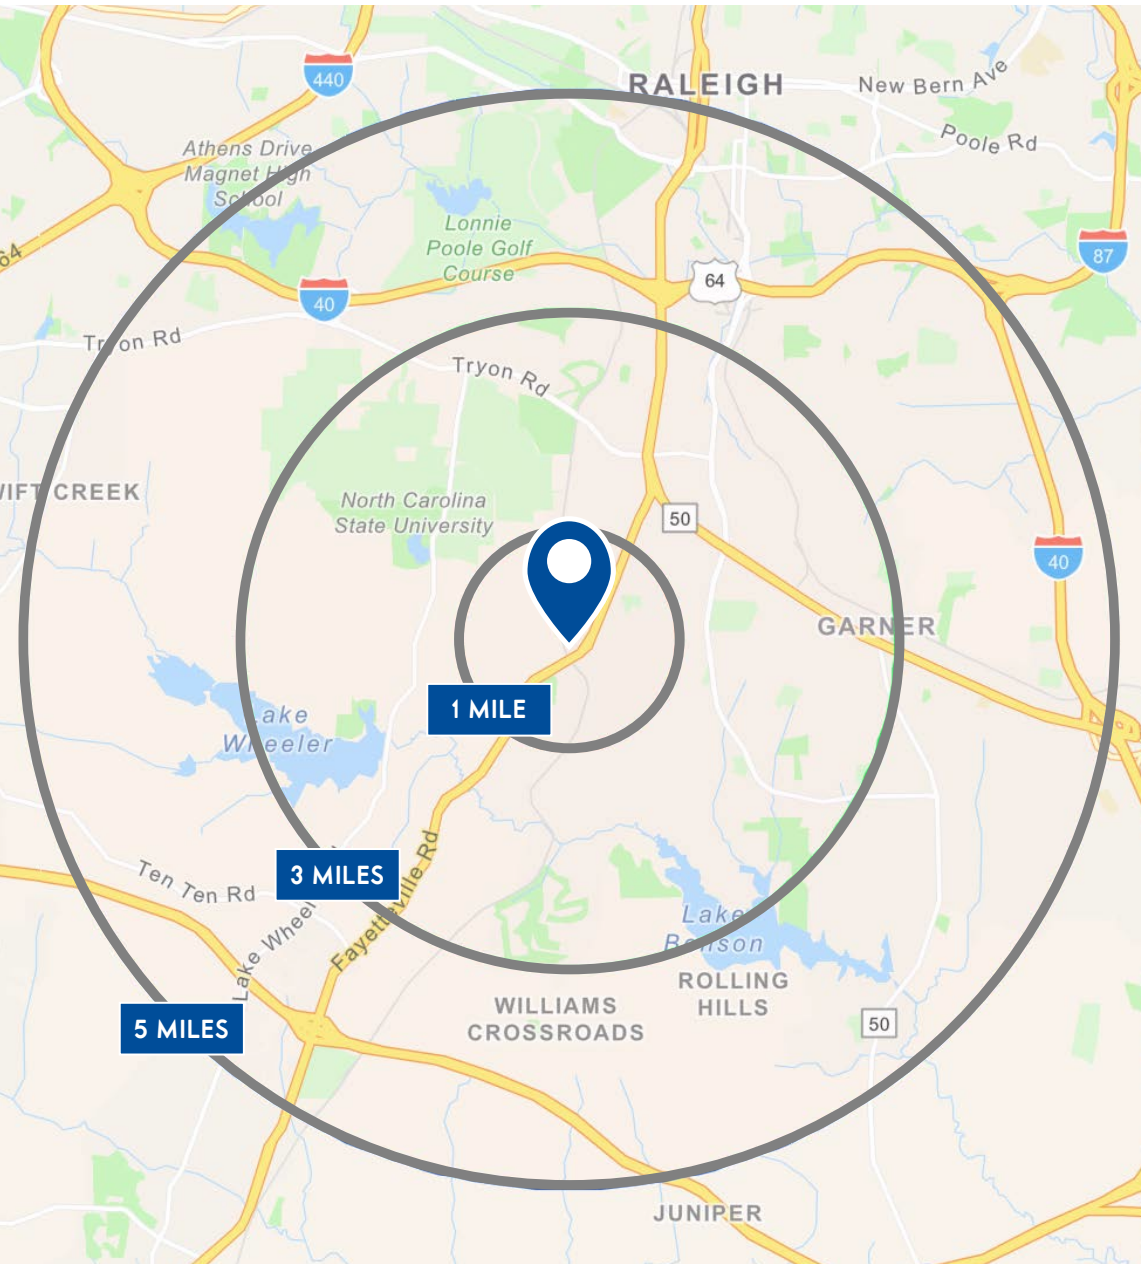 RALEIGH
New Bern Ave
440
Poole Rd
Athens Drive
Magnet High
School
Lonnie
Poole Golf
Course
64
87
64
40
Tryon Rd
Tryon Rd
North Carolina
State University
50
40
CREEK
GARNER
1 MILE
Lake
Wheeler
3 MILES
Ten Ten Rd
Fayetteville Rd
Lake
Benson
Lake
ROLLING
HILLS
WILLIAMS
CROSSROADS
5 MILES
50
JUNIPER